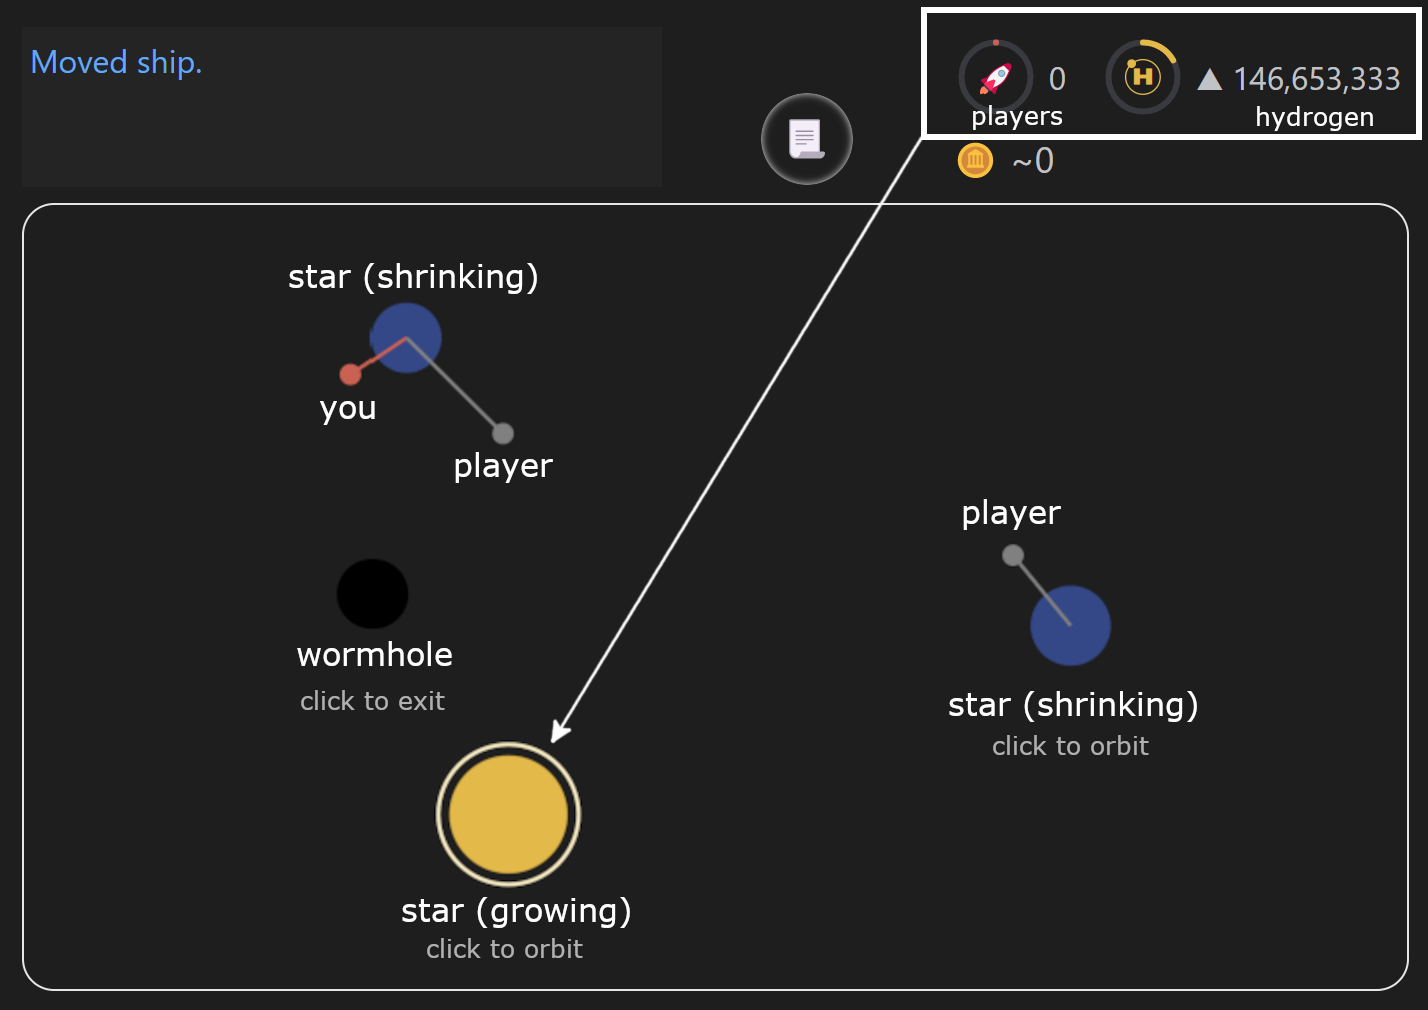 Moved ship.
0
players
▲ 146,653,333
hydrogen
H
~0
star (shrinking)
you
player
player
wormhole
click to exit
star (shrinking)
click to orbit
star (growing)
click to orbit